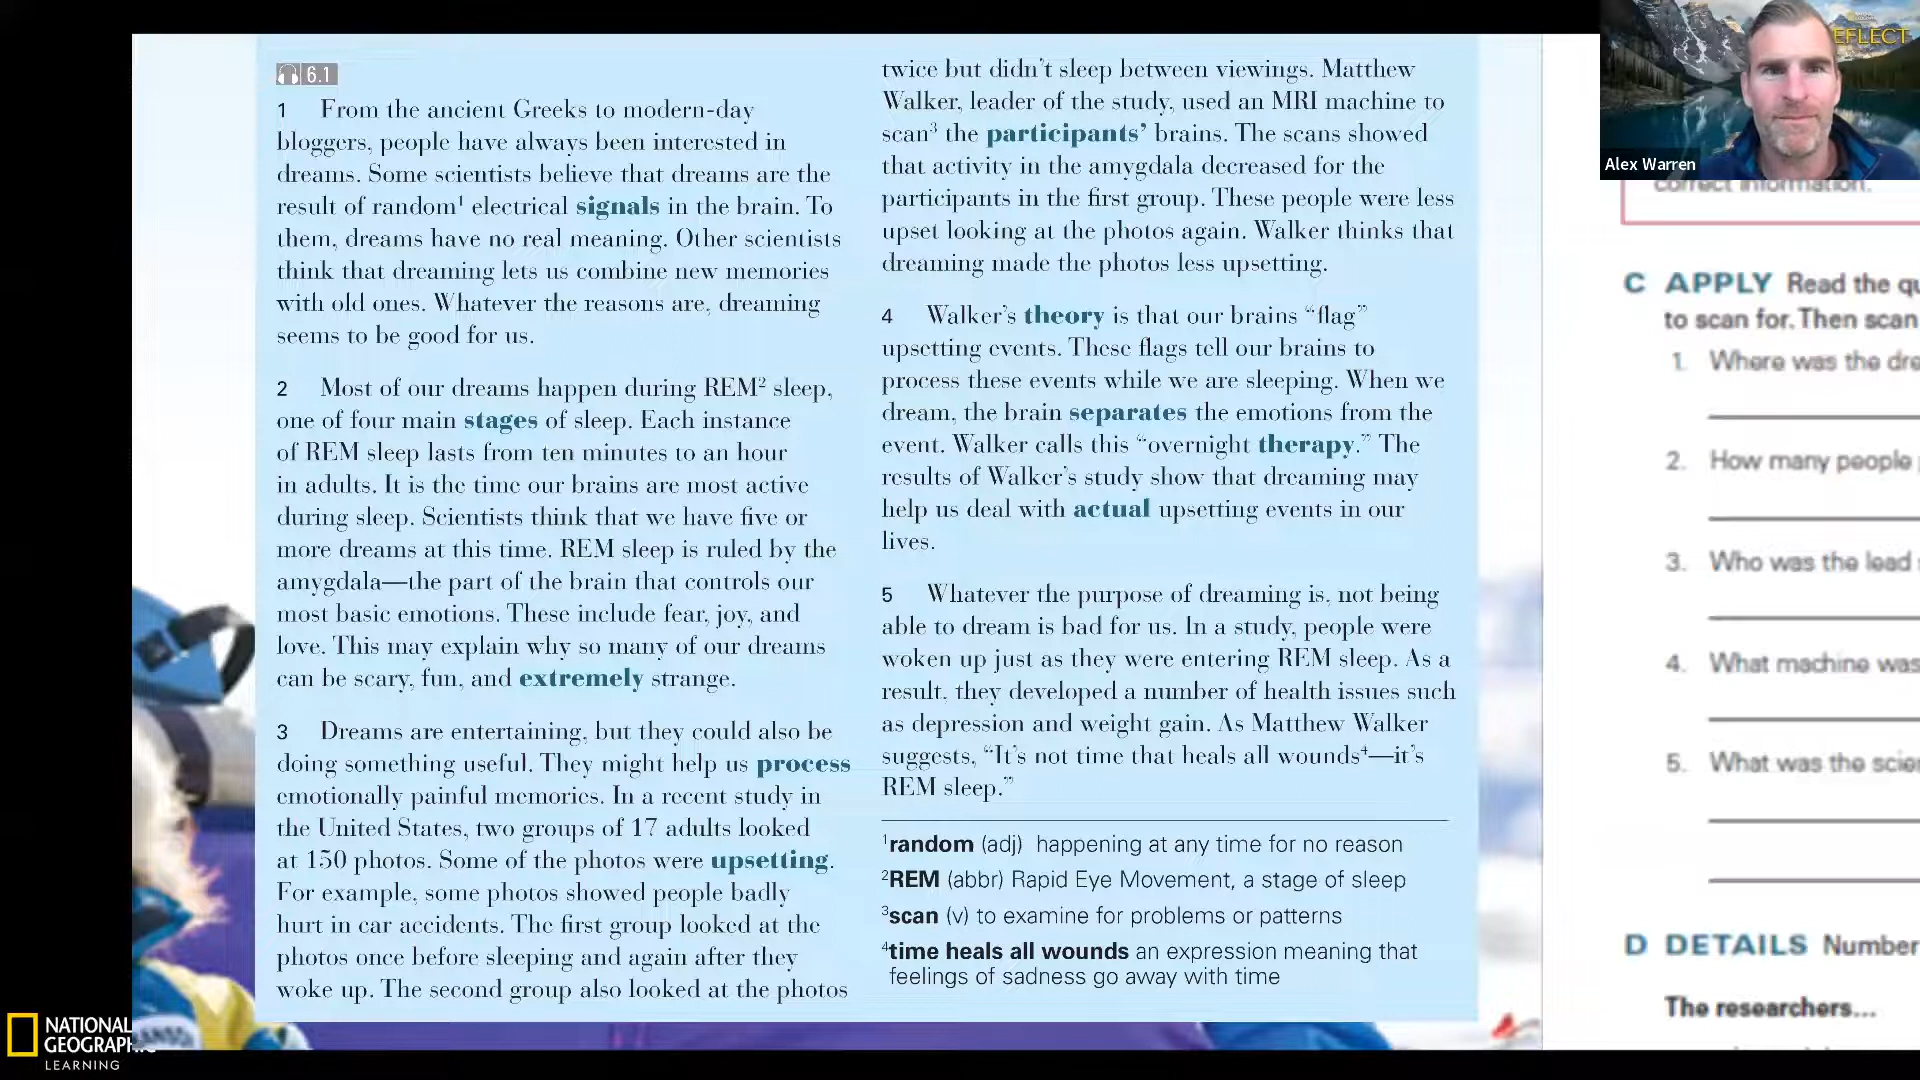 6.1
1 From the ancient Greeks to modern-day
bloggers, people have always been interested in
dreams. Some scientists believe that dreams are the
result of random¹ electrical signals in the brain. To
them, dreams have no real meaning. Other scientists
think that dreaming lets us combine new memories
with old ones. Whatever the reasons are, dreaming
seems to be good for us.
2 Most of our dreams happen during REM² sleep,
one of four main stages of sleep. Each instance
of REM sleep lasts from ten minutes to an hour
in adults. It is the time our brains are most active
during sleep. Scientists think that we have five or
more dreams at this time. REM sleep is ruled by the
amygdala—the part of the brain that controls our
most basic emotions. These include fear, joy, and
love. This may explain why so many of our dreams
can be scary, fun, and extremely strange.
3 Dreams are entertaining, but they could also be
doing something useful. They might help us process
emotionally painful memories. In a recent study in
the United States, two groups of 17 adults looked
at 150 photos. Some of the photos were upsetting.
For example, some photos showed people badly
hurt in car accidents. The first group looked at the
photos once before sleeping and again after they
woke up. The second group also looked at the photos
twice but didn't sleep between viewings. Matthew
Walker, leader of the study, used an MRI machine to
scan³ the participants' brains. The scans showed
that activity in the amygdala decreased for the
participants in the first group. These people were less
upset looking at the photos again. Walker thinks that
dreaming made the photos less upsetting.
4 Walker's theory is that our brains “flag”
upsetting events. These flags tell our brains to
process these events while we are sleeping. When we
dream, the brain separates the emotions from the
event. Walker calls this “overnight therapy.” The
results of Walker's study show that dreaming may
help us deal with actual upsetting events in our
lives.
5 Whatever the purpose of dreaming is, not being
able to dream is bad for us. In a study, people were
woken up just as they were entering REM sleep. As a
result, they developed a number of health issues such
as depression and weight gain. As Matthew Walker
suggests, “It's not time that heals all wounds⁴—it's
REM sleep.”
¹random (adj) happening at any time for no reason
²REM (abbr) Rapid Eye Movement, a stage of sleep
³scan (v) to examine for problems or patterns
⁴time heals all wounds an expression meaning that
feelings of sadness go away with time
EFLECT
Alex Warren
correct information.
C APPLY Read the qu
to scan for. Then scan
1. Where was the dre
2. How many people
3. Who was the lead
4. What machine was
5. What was the scie
D DETAILS Number
The researchers...
NATIONAL
GEOGRAPHIC
LEARNING